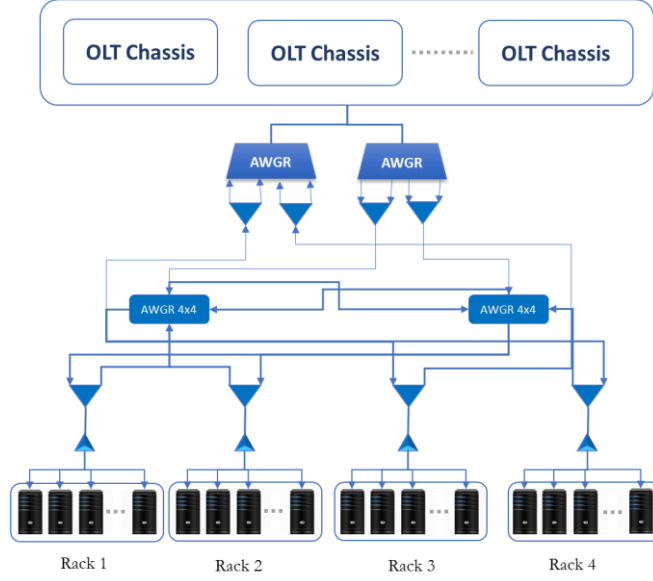 OLT Chassis
OLT Chassis
OLT Chassis
AWGR
AWGR
AWGR 4x4
AWGR 4x4
Rack 1
Rack 2
Rack 3
Rack 4